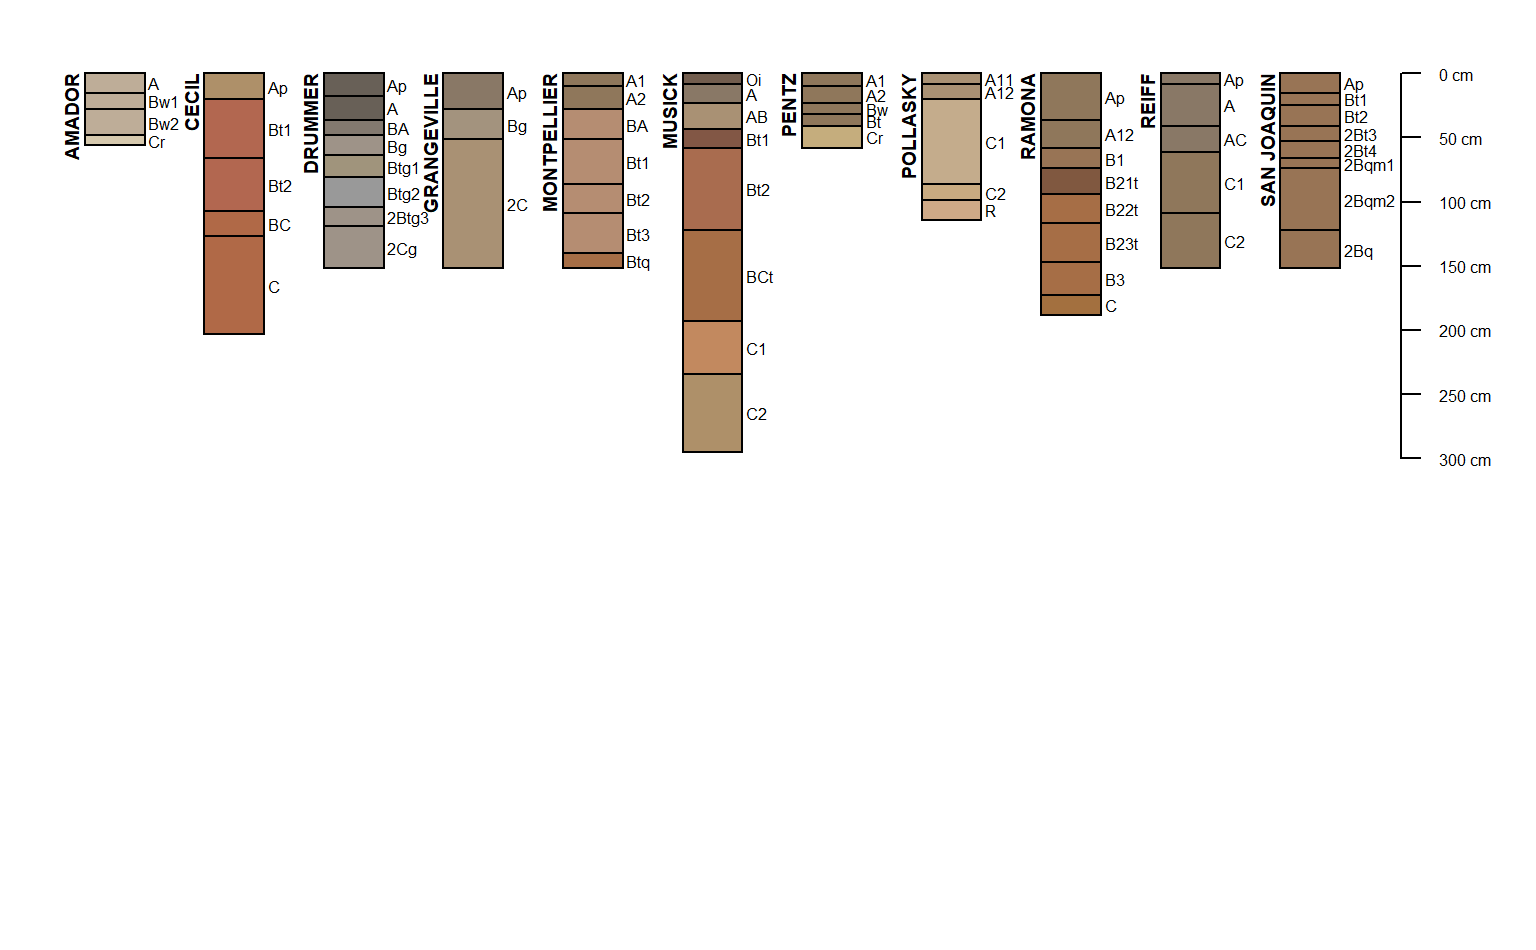 AMADOR
A
Bw1
Bw2
Cr
CECIL
Ap
Bt1
Bt2
BC
C
DRUMMER
Ap
A
BA
Bg
Btg1
Btg2
2Btg3
2Cg
GRANGEVILLE
Ap
Bg
2C
MONTPELLIER
A1
A2
BA
Bt1
Bt2
Bt3
Btq
MUSICK
Oi
A
AB
Bt1
Bt2
BCt
C1
C2
PENTZ
A1
A2
Bw
Bt
Cr
POLLASKY
A11
A12
C1
C2
R
RAMONA
Ap
A12
B1
B21t
B22t
B23t
B3
C
REIFF
Ap
A
AC
C1
C2
SAN JOAQUIN
Ap
Bt1
Bt2
2Bt3
2Bt4
2Bqm1
2Bqm2
2Bq
0 cm
50 cm
100 cm
150 cm
200 cm
250 cm
300 cm